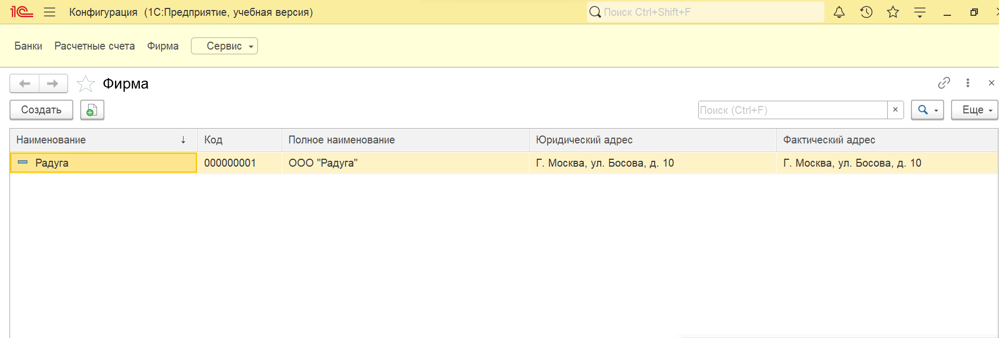 1С Конфигурация (1С:Предприятие, учебная версия) Поиск Ctrl+Shift+F
Банки Расчетные счета Фирма Сервис
Фирма
Создать Поиск (Ctrl+F) × Еще
Наименование ↓ Код Полное наименование Юридический адрес Фактический адрес
Радуга 000000001 ООО "Радуга" Г. Москва, ул. Босова, д. 10 Г. Москва, ул. Босова, д. 10